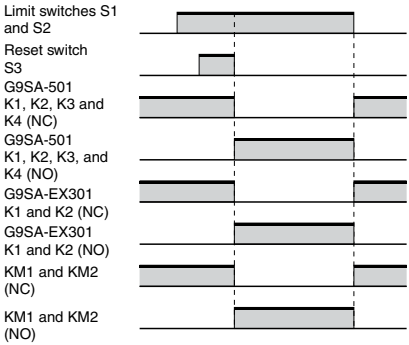 Limit switches S1
and S2
Reset switch
S3
G9SA-501
K1, K2, K3 and
K4 (NC)
G9SA-501
K1, K2, K3, and
K4 (NO)
G9SA-EX301
K1 and K2 (NC)
G9SA-EX301
K1 and K2 (NO)
KM1 and KM2
(NC)
KM1 and KM2
(NO)